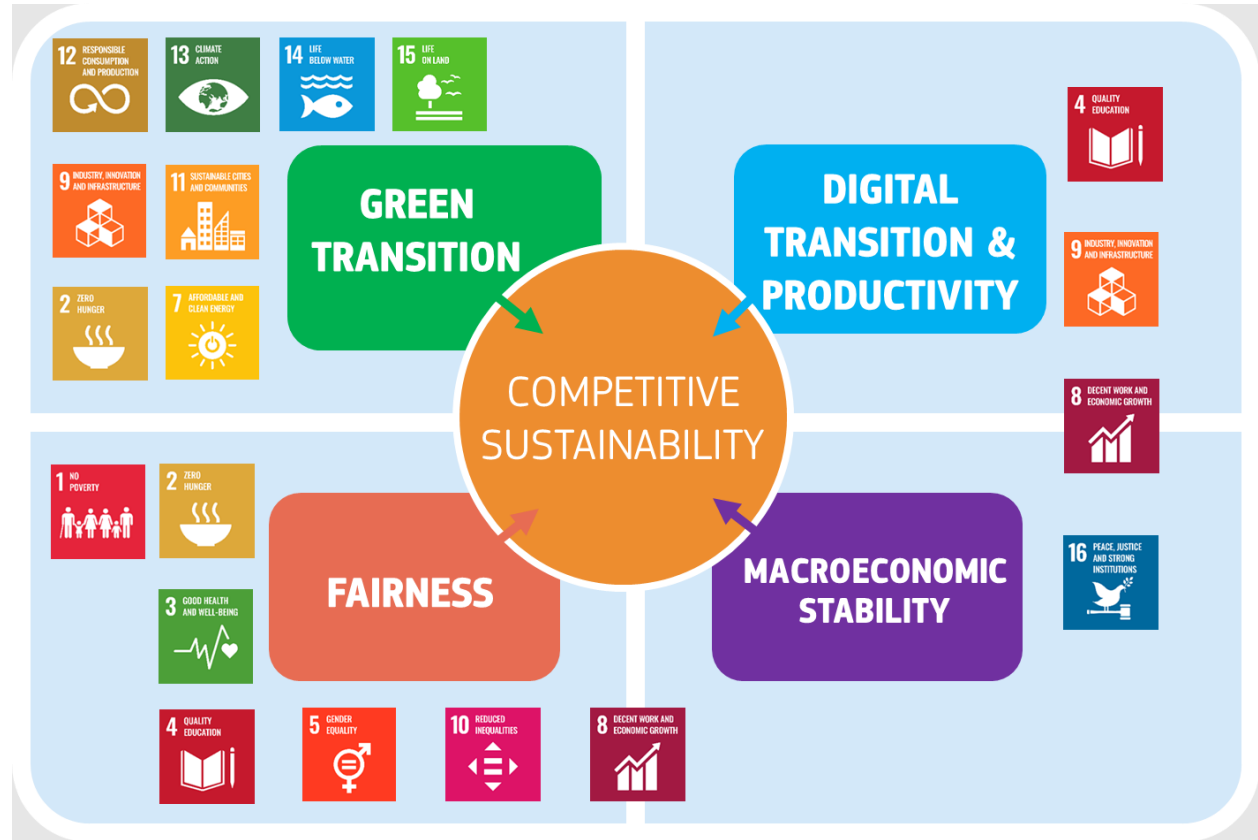 12 RESPONSIBLE
CONSUMPTION
AND PRODUCTION
13 CLIMATE
ACTION
14 LIFE
BELOW WATER
15 LIFE
ON LAND
9 INDUSTRY, INNOVATION
AND INFRASTRUCTURE
11 SUSTAINABLE CITIES
AND COMMUNITIES
2 ZERO
HUNGER
7 AFFORDABLE AND
CLEAN ENERGY
GREEN
TRANSITION
DIGITAL
TRANSITION &
PRODUCTIVITY
4 QUALITY
EDUCATION
9 INDUSTRY, INNOVATION
AND INFRASTRUCTURE
8 DECENT WORK AND
ECONOMIC GROWTH
COMPETITIVE
SUSTAINABILITY
1 NO
POVERTY
2 ZERO
HUNGER
3 GOOD HEALTH
AND WELL-BEING
FAIRNESS
4 QUALITY
EDUCATION
5 GENDER
EQUALITY
10 REDUCED
INEQUALITIES
8 DECENT WORK AND
ECONOMIC GROWTH
MACROECONOMIC
STABILITY
16 PEACE, JUSTICE
AND STRONG
INSTITUTIONS